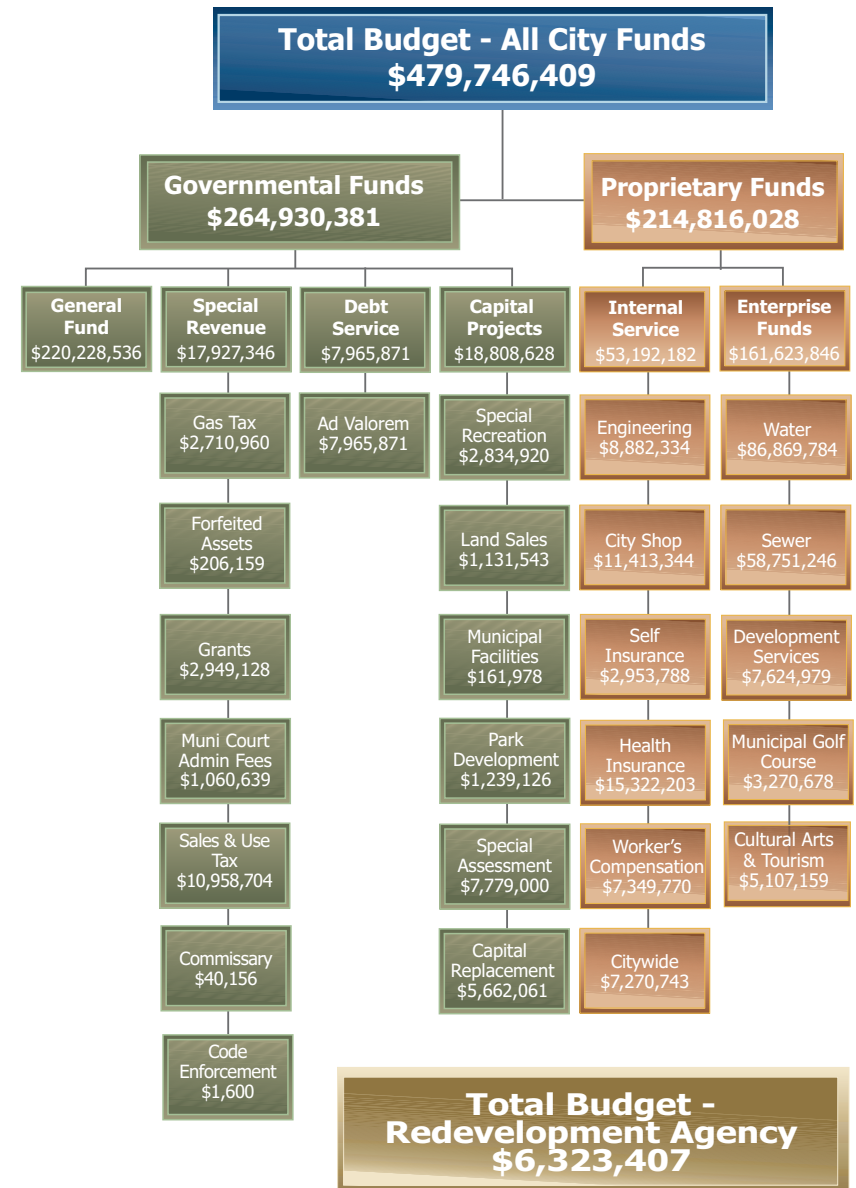 Total Budget - All City Funds
$479,746,409
Governmental Funds
$264,930,381
Proprietary Funds
$214,816,028
General
Fund
$220,228,536
Special
Revenue
$17,927,346
Debt
Service
$7,965,871
Capital
Projects
$18,808,628
Internal
Service
$53,192,182
Enterprise
Funds
$161,623,846
Gas Tax
$2,710,960
Forfeited
Assets
$206,159
Grants
$2,949,128
Muni Court
Admin Fees
$1,060,639
Sales & Use
Tax
$10,958,704
Commissary
$40,156
Code
Enforcement
$1,600
Ad Valorem
$7,965,871
Special
Recreation
$2,834,920
Land Sales
$1,131,543
Municipal
Facilities
$161,978
Park
Development
$1,239,126
Special
Assessment
$7,779,000
Capital
Replacement
$5,662,061
Engineering
$8,882,334
City Shop
$11,413,344
Self
Insurance
$2,953,788
Health
Insurance
$15,322,203
Worker’s
Compensation
$7,349,770
Citywide
$7,270,743
Water
$86,869,784
Sewer
$58,751,246
Development
Services
$7,624,979
Municipal Golf
Course
$3,270,678
Cultural Arts
& Tourism
$5,107,159
Total Budget -
Redevelopment Agency
$6,323,407